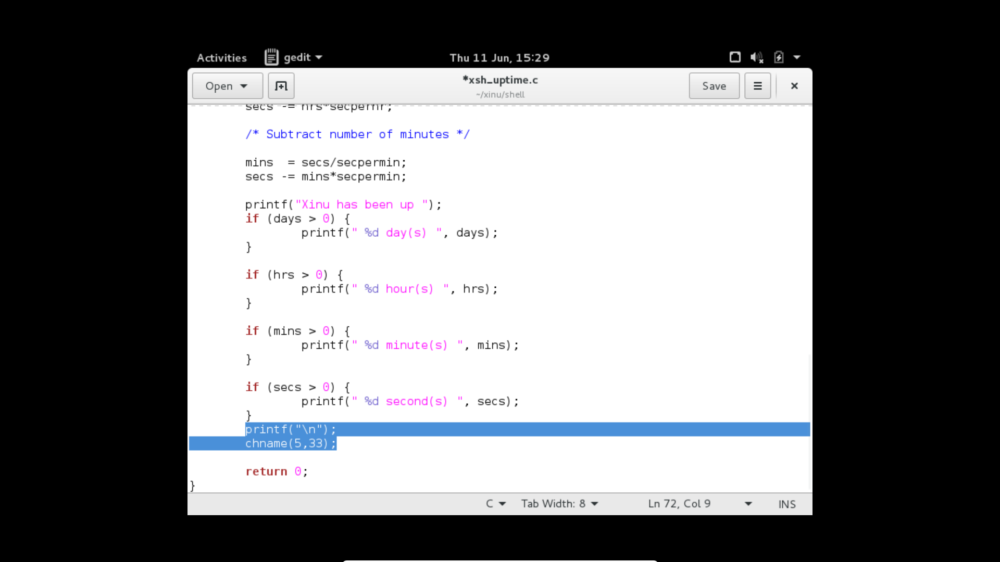 Activities gedit Thu 11 Jun, 15:29
Open *xsh_uptime.c Save
~/xinu/shell
secs -= hrs*secperhr;
/* Subtract number of minutes */
mins  = secs/secpermin;
secs -= mins*secpermin;
printf("Xinu has been up ");
if (days > 0) {
printf(" %d day(s) ", days);
}
if (hrs > 0) {
printf(" %d hour(s) ", hrs);
}
if (mins > 0) {
printf(" %d minute(s) ", mins);
}
if (secs > 0) {
printf(" %d second(s) ", secs);
}
printf("\n");
chname(5,33);
return 0;
}
C Tab Width: 8 Ln 72, Col 9 INS